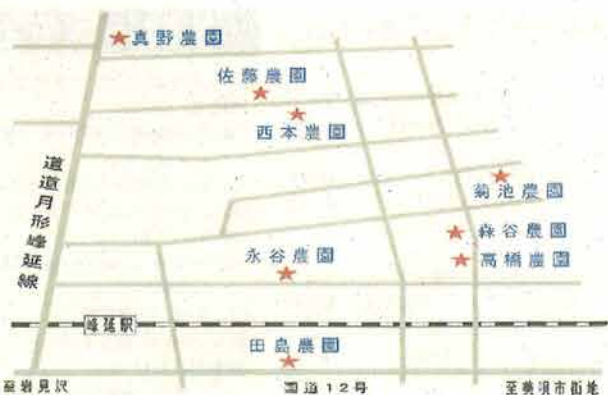 真野農園
佐藤農園
西本農園
道道月形峰延線
菊池農園
森谷農園
永谷農園
高橋農園
峰延駅
田島農園
至岩見沢
国道12号
至美唄市街地